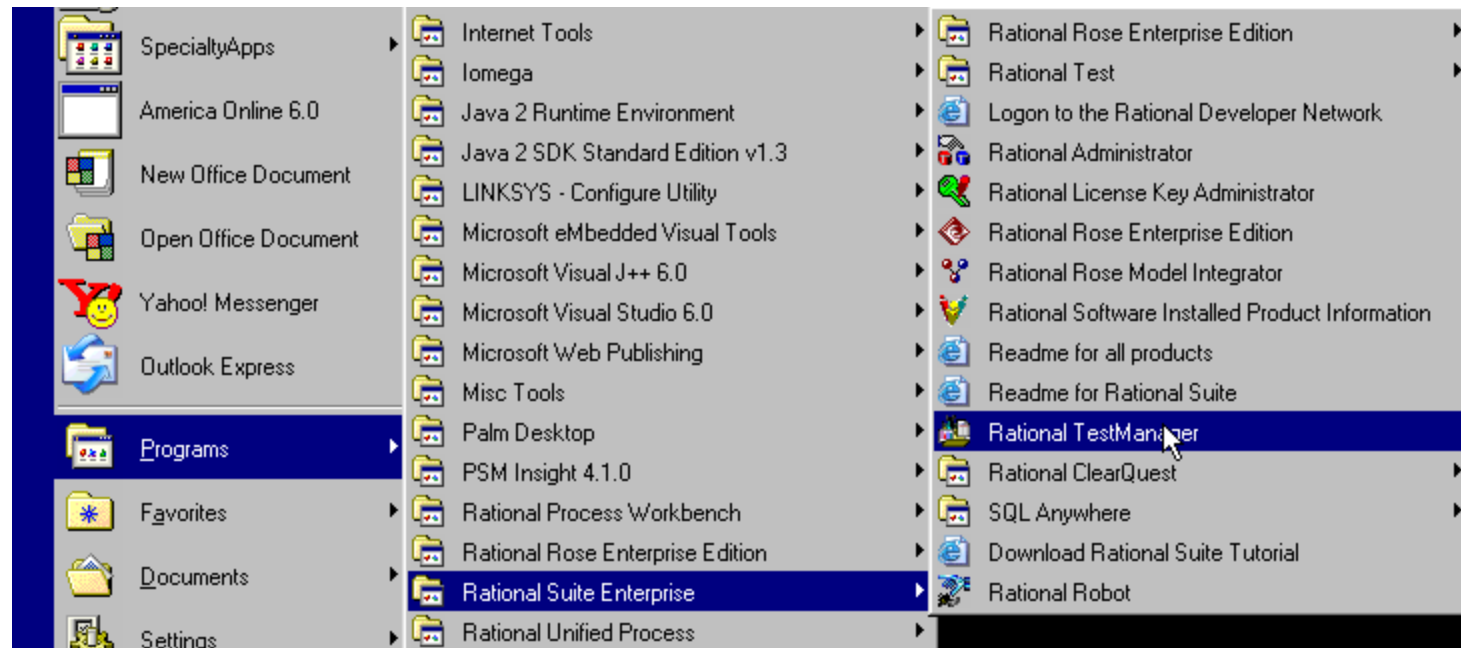 SpecialtyApps
America Online 6.0
New Office Document
Open Office Document
Yahoo! Messenger
Outlook Express
Programs
Favorites
Documents
Settings
Internet Tools
Iomega
Java 2 Runtime Environment
Java 2 SDK Standard Edition v1.3
LINKSYS - Configure Utility
Microsoft eMbedded Visual Tools
Microsoft Visual J++ 6.0
Microsoft Visual Studio 6.0
Microsoft Web Publishing
Misc Tools
Palm Desktop
PSM Insight 4.1.0
Rational Process Workbench
Rational Rose Enterprise Edition
Rational Suite Enterprise
Rational Unified Process
Rational Rose Enterprise Edition
Rational Test
Logon to the Rational Developer Network
Rational Administrator
Rational License Key Administrator
Rational Rose Enterprise Edition
Rational Rose Model Integrator
Rational Software Installed Product Information
Readme for all products
Readme for Rational Suite
Rational TestManager
Rational ClearQuest
SQL Anywhere
Download Rational Suite Tutorial
Rational Robot